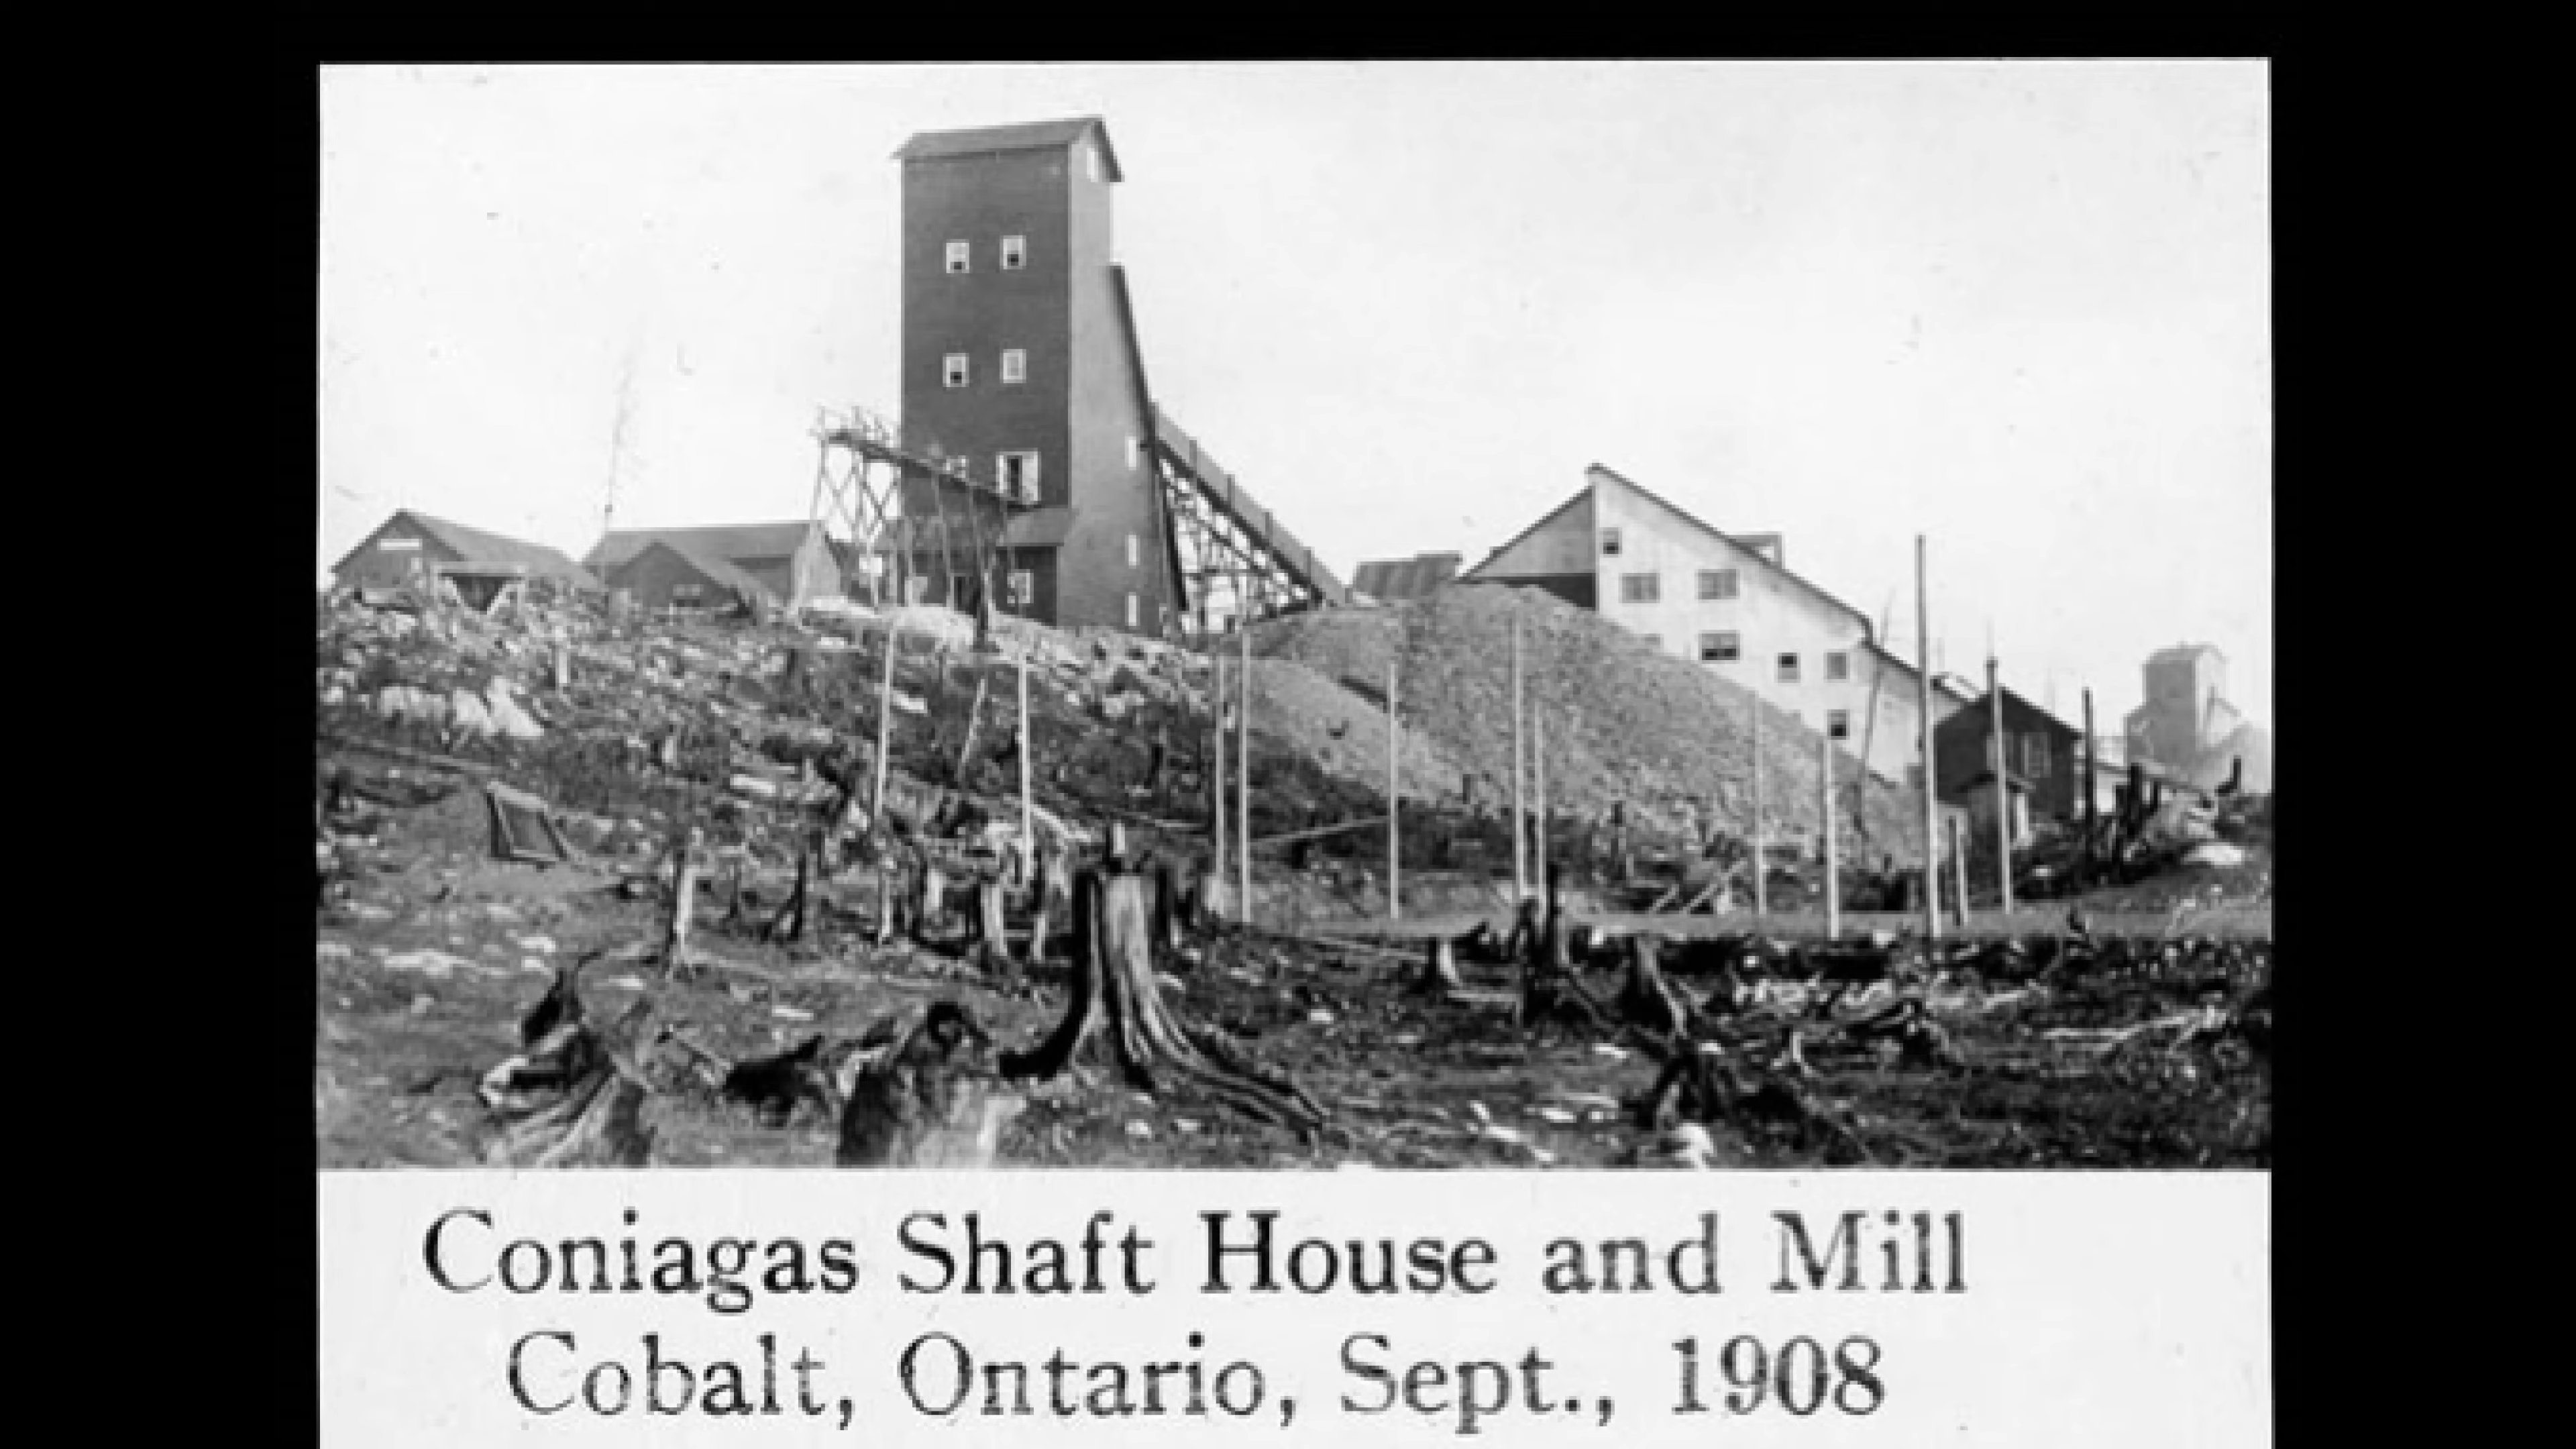 Coniagas Shaft House and Mill
Cobalt, Ontario, Sept., 1908